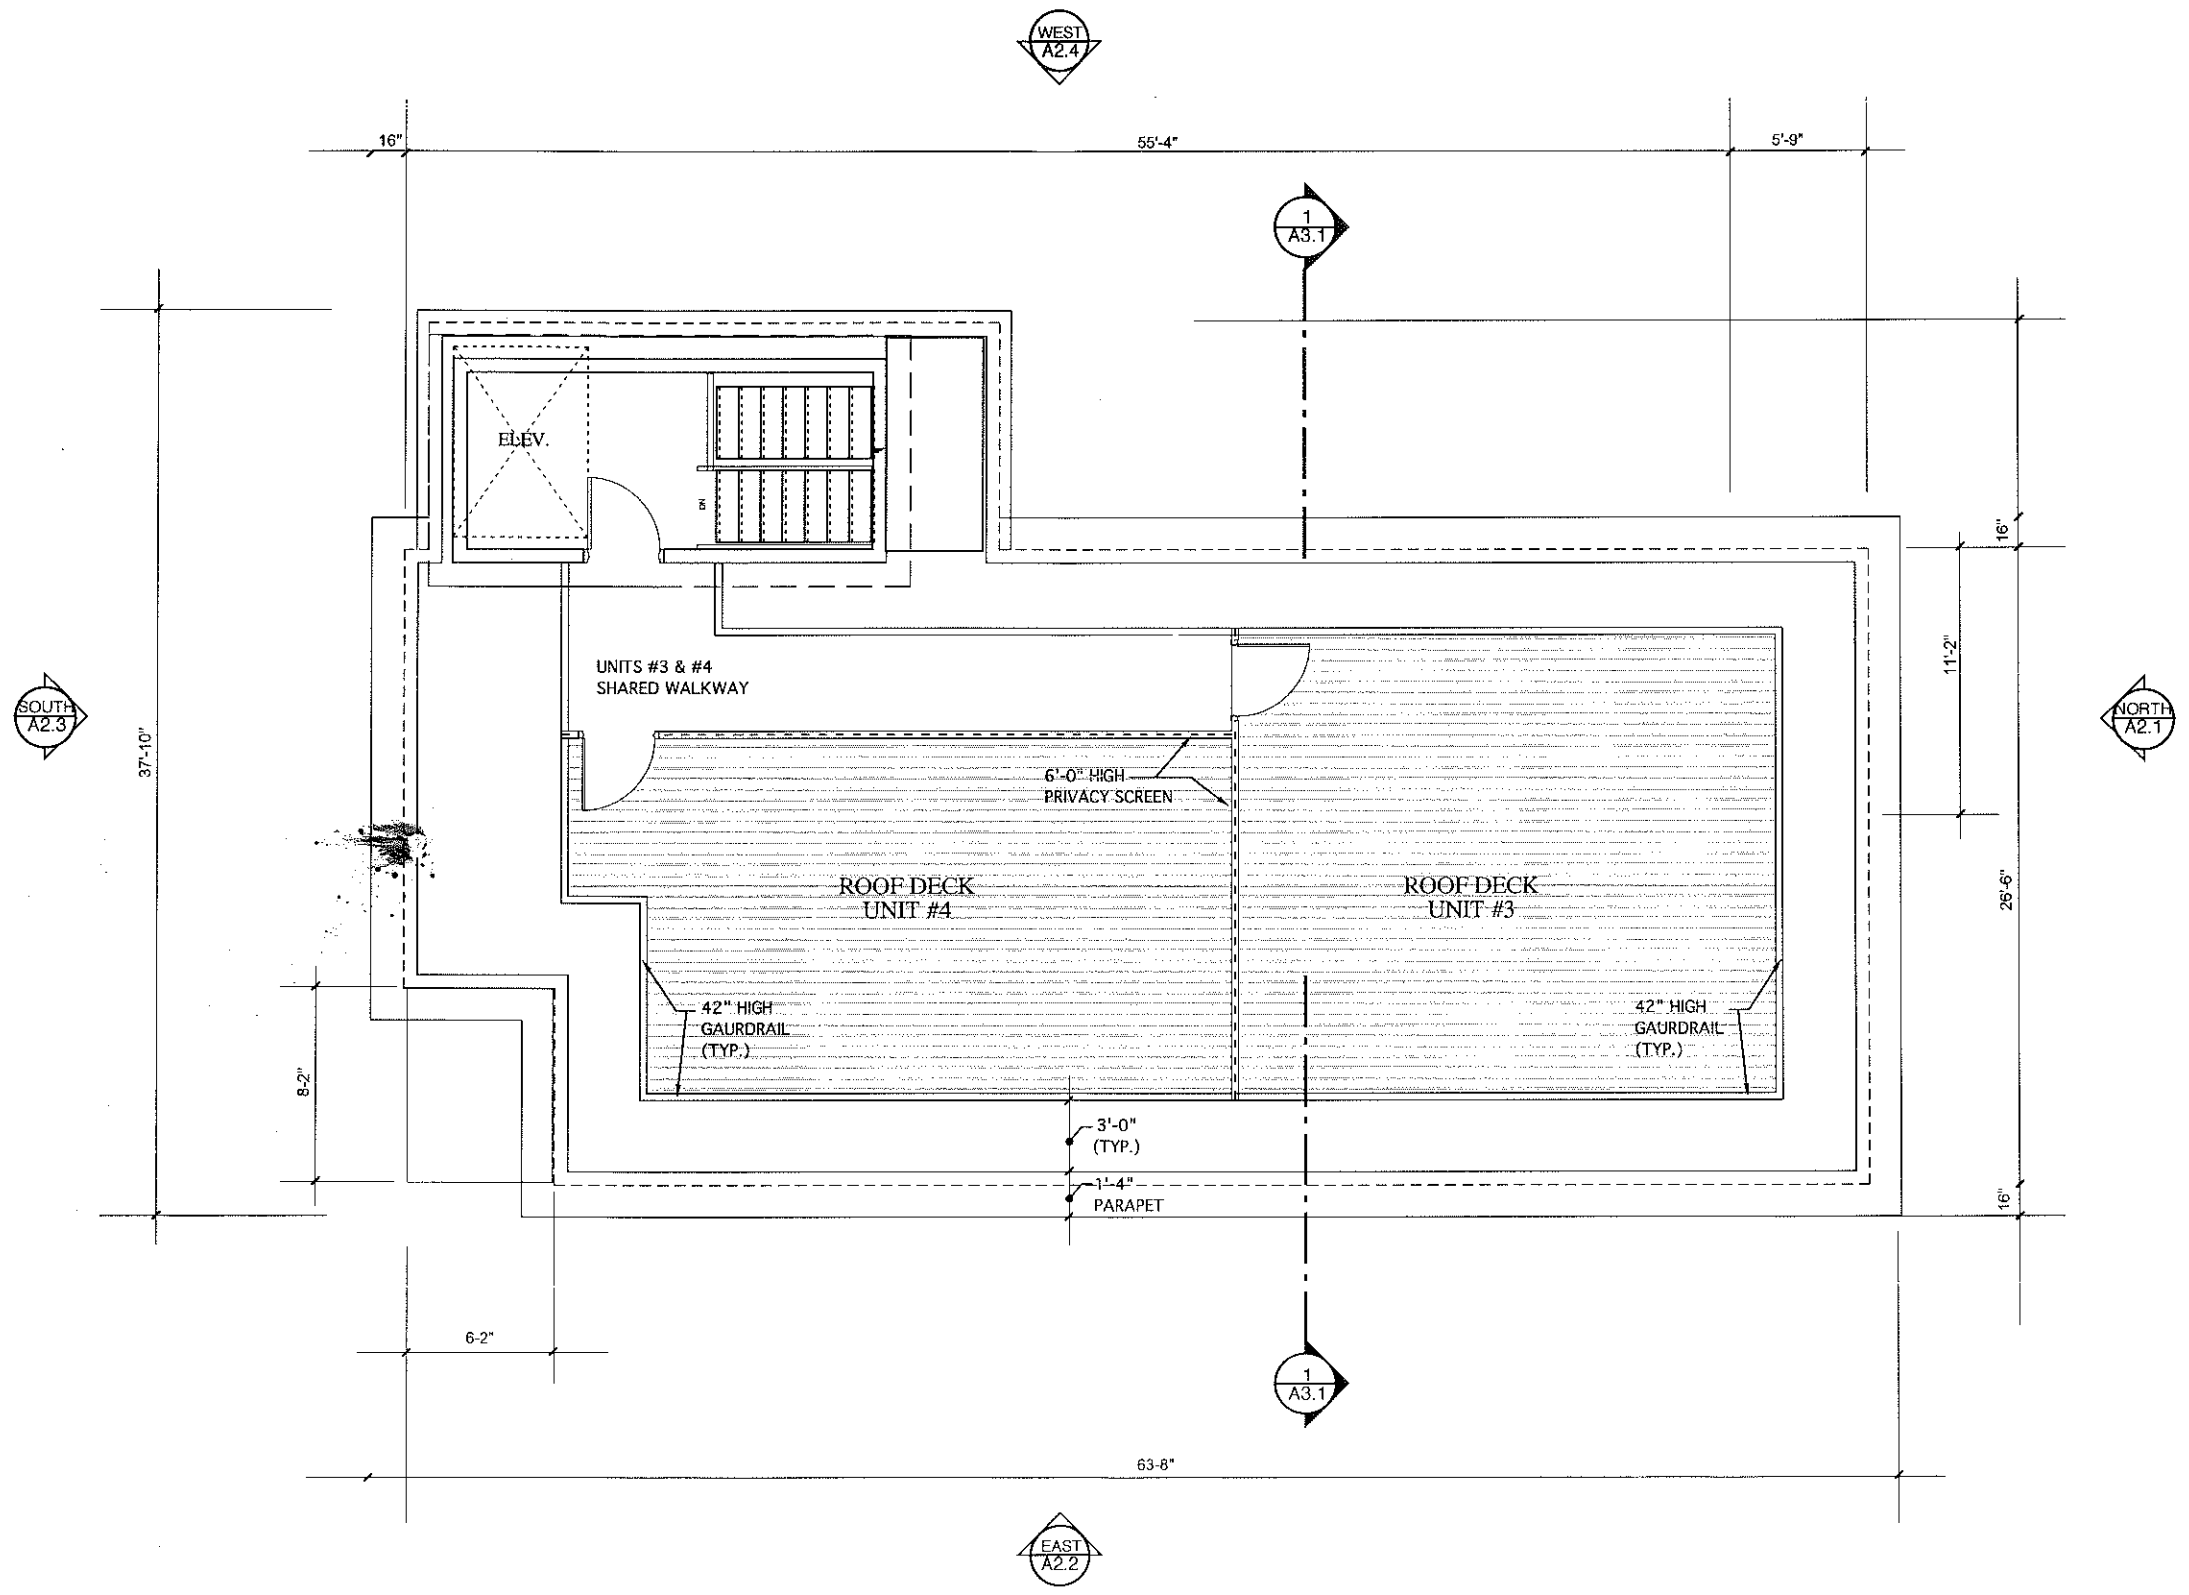 WEST
A2.4
16"
55'-4"
5'-9"
1
A3.1
ELEV.
DN
16"
11'-2"
UNITS #3 & #4
SHARED WALKWAY
SOUTH
A2.3
NORTH
A2.1
37'-10"
6'-0" HIGH
PRIVACY SCREEN
ROOF DECK
UNIT #4
ROOF DECK
UNIT #3
26'-6"
42" HIGH
GAURDRAIL
(TYP.)
42" HIGH
GAURDRAIL
(TYP.)
8-2"
3'-0"
(TYP.)
1'-4"
PARAPET
16"
6-2"
1
A3.1
63-8"
EAST
A2.2